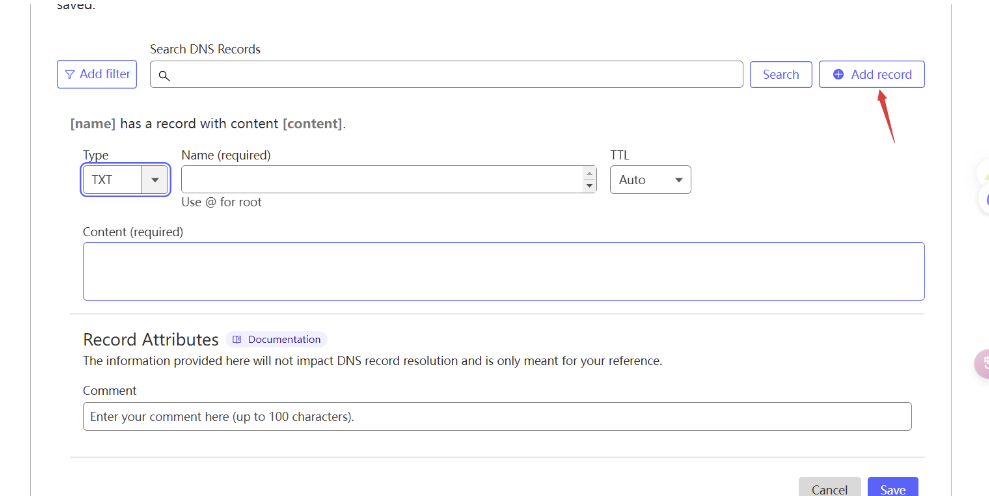 saved.
Search DNS Records
Add filter
Search
Add record
[name] has a record with content [content].
Type
Name (required)
TTL
TXT
Auto
Use @ for root
Content (required)
Record Attributes
Documentation
The information provided here will not impact DNS record resolution and is only meant for your reference.
Comment
Enter your comment here (up to 100 characters).
Cancel
Save